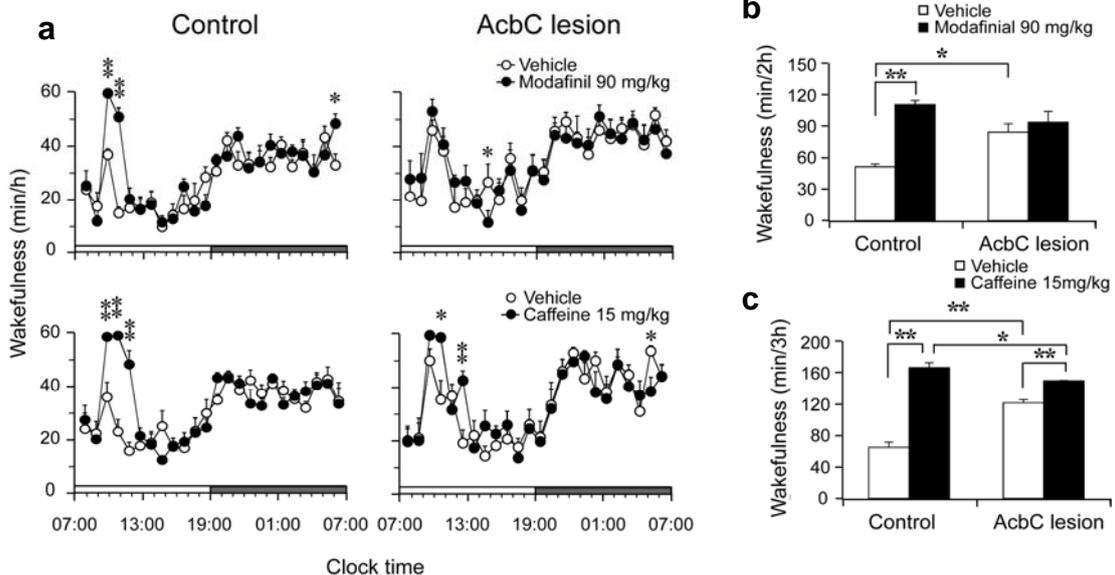 a
Control
AcbC lesion
Vehicle
Modafinil 90 mg/kg
**
**
*
*
60
40
20
0
Wakefulness (min/h)
Vehicle
Caffeine 15 mg/kg
**
**
**
*
**
*
60
40
20
0
07:00
13:00
19:00
01:00
07:00
07:00
13:00
19:00
01:00
07:00
Clock time
b
Vehicle
Modafinial 90 mg/kg
Wakefulness (min/2h)
150
120
90
60
30
0
**
*
Control
AcbC lesion
c
Vehicle
Caffeine 15mg/kg
Wakefulness (min/3h)
200
160
120
80
40
0
**
**
*
**
Control
AcbC lesion